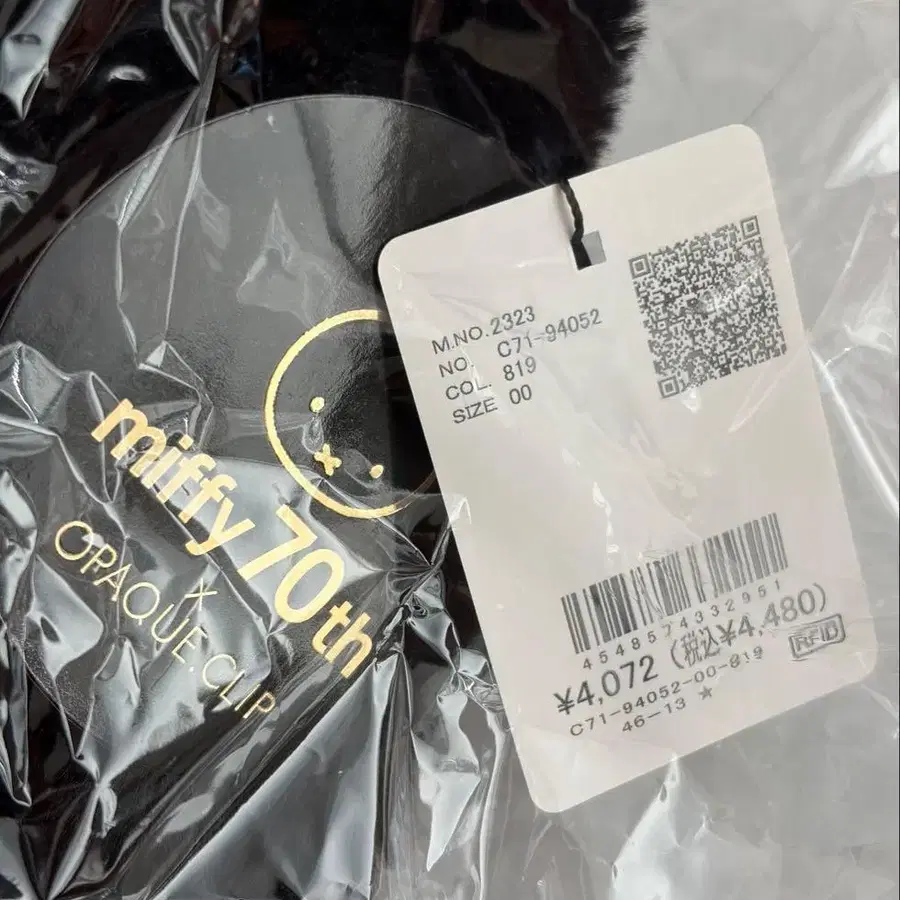 miffy 70th
×
OPAQUE.CLIP
M.NO.2323
NO. C71-94052
COL. 819
SIZE 00
4548574332951
¥4,072 (税込¥4,480)
C71-94052-00-819
46-13 ★
RFID